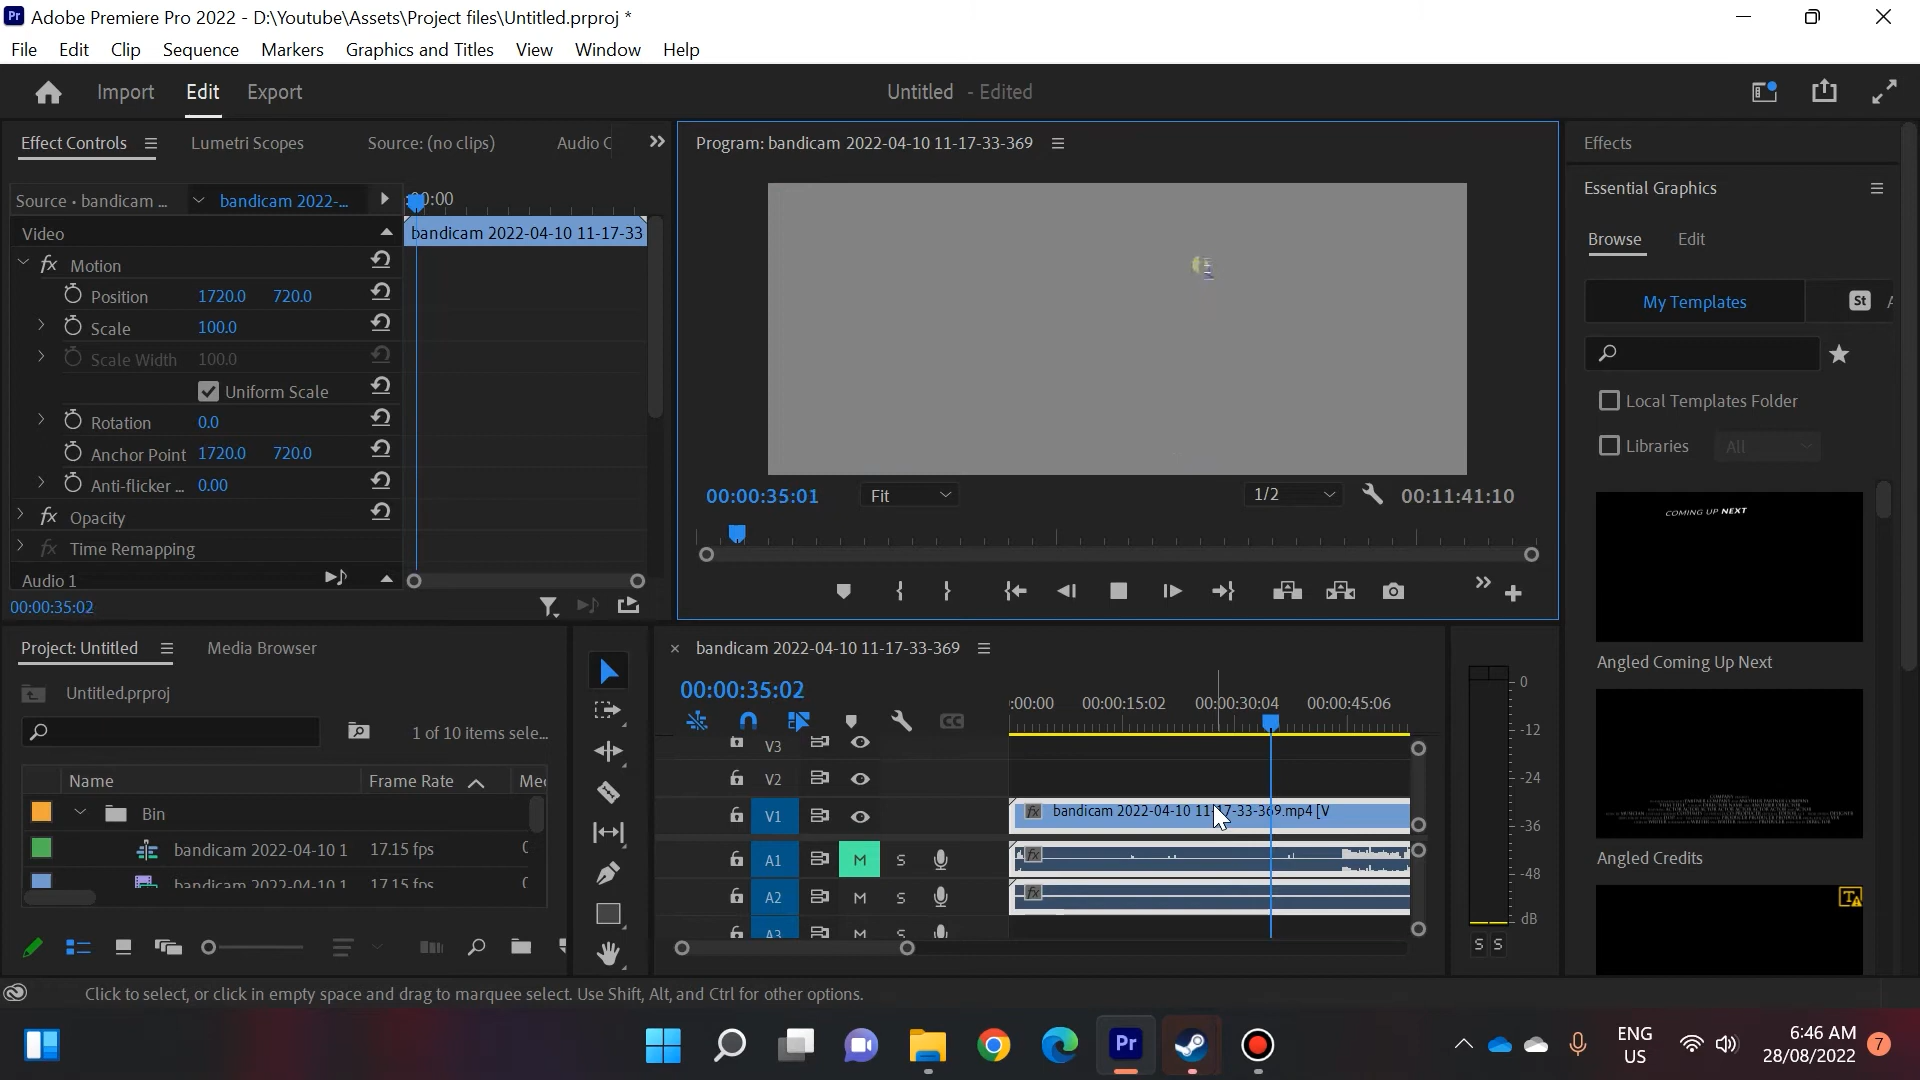 Pr Adobe Premiere Pro 2022 - D:\Youtube\Assets\Project files\Untitled.prproj *
File Edit Clip Sequence Markers Graphics and Titles View Window Help
Import Edit Export
Untitled - Edited
Effect Controls Lumetri Scopes Source: (no clips) Audio C
Source • bandicam ... bandicam 2022-...
:00:00
Video
bandicam 2022-04-10 11-17-33
fx Motion
Position 1720.0 720.0
Scale 100.0
Scale Width 100.0
Uniform Scale
Rotation 0.0
Anchor Point 1720.0 720.0
Anti-flicker ... 0.00
fx Opacity
fx Time Remapping
Audio 1
00:00:35:02
Program: bandicam 2022-04-10 11-17-33-369
00:00:35:01 Fit 1/2 00:11:41:10
Effects
Essential Graphics
Browse Edit
My Templates St A
Local Templates Folder
Libraries All
COMING UP NEXT
Angled Coming Up Next
Angled Credits
Project: Untitled Media Browser
Untitled.prproj
1 of 10 items sele...
Name Frame Rate Me
Bin
bandicam 2022-04-10 1 17.15 fps
bandicam 2022-04-10 1 17.15 fps
× bandicam 2022-04-10 11-17-33-369
00:00:35:02
:00:00 00:00:15:02 00:00:30:04 00:00:45:06
CC
V3
V2
V1 fx bandicam 2022-04-10 11-17-33-369.mp4 [V
A1 M S fx
A2 M S fx
A3 M S
0
-12
-24
-36
-48
dB
S S
Click to select, or click in empty space and drag to marquee select. Use Shift, Alt, and Ctrl for other options.
Pr
ENG
US
6:46 AM
28/08/2022
7